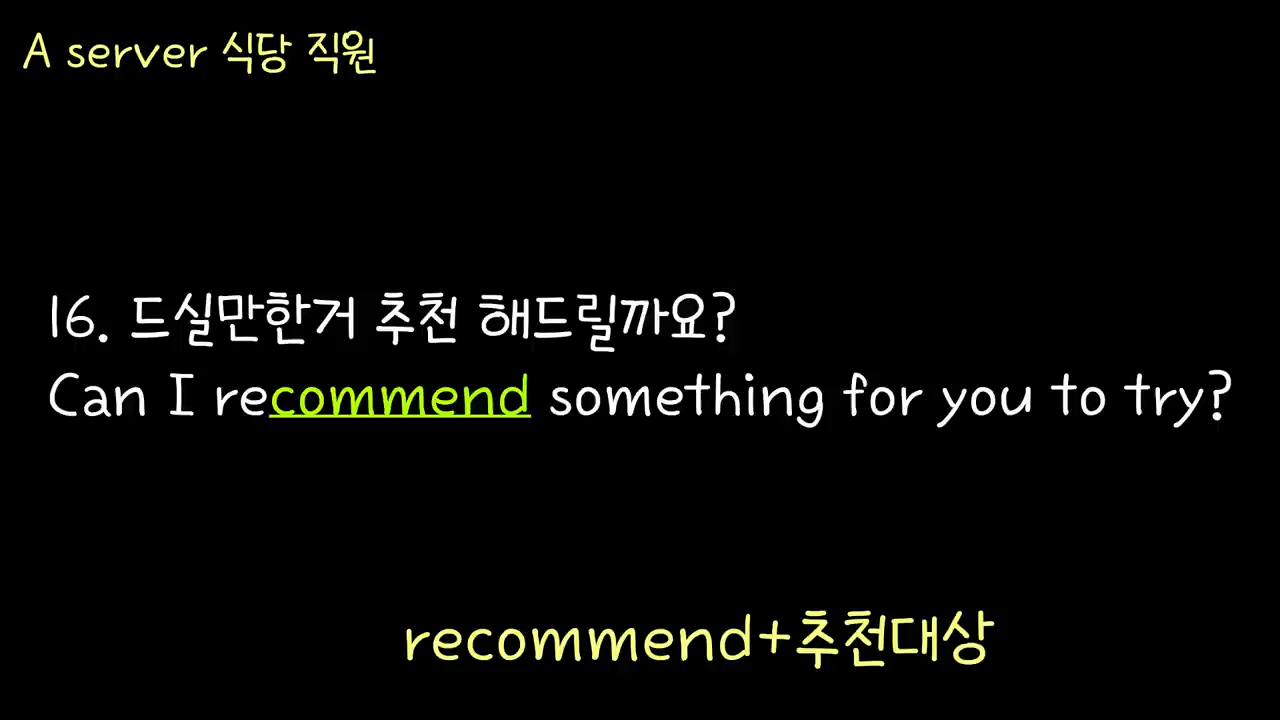 A server 식당 직원
16. 드실만한거 추천 해드릴까요?
Can I recommend something for you to try?
recommend+추천대상